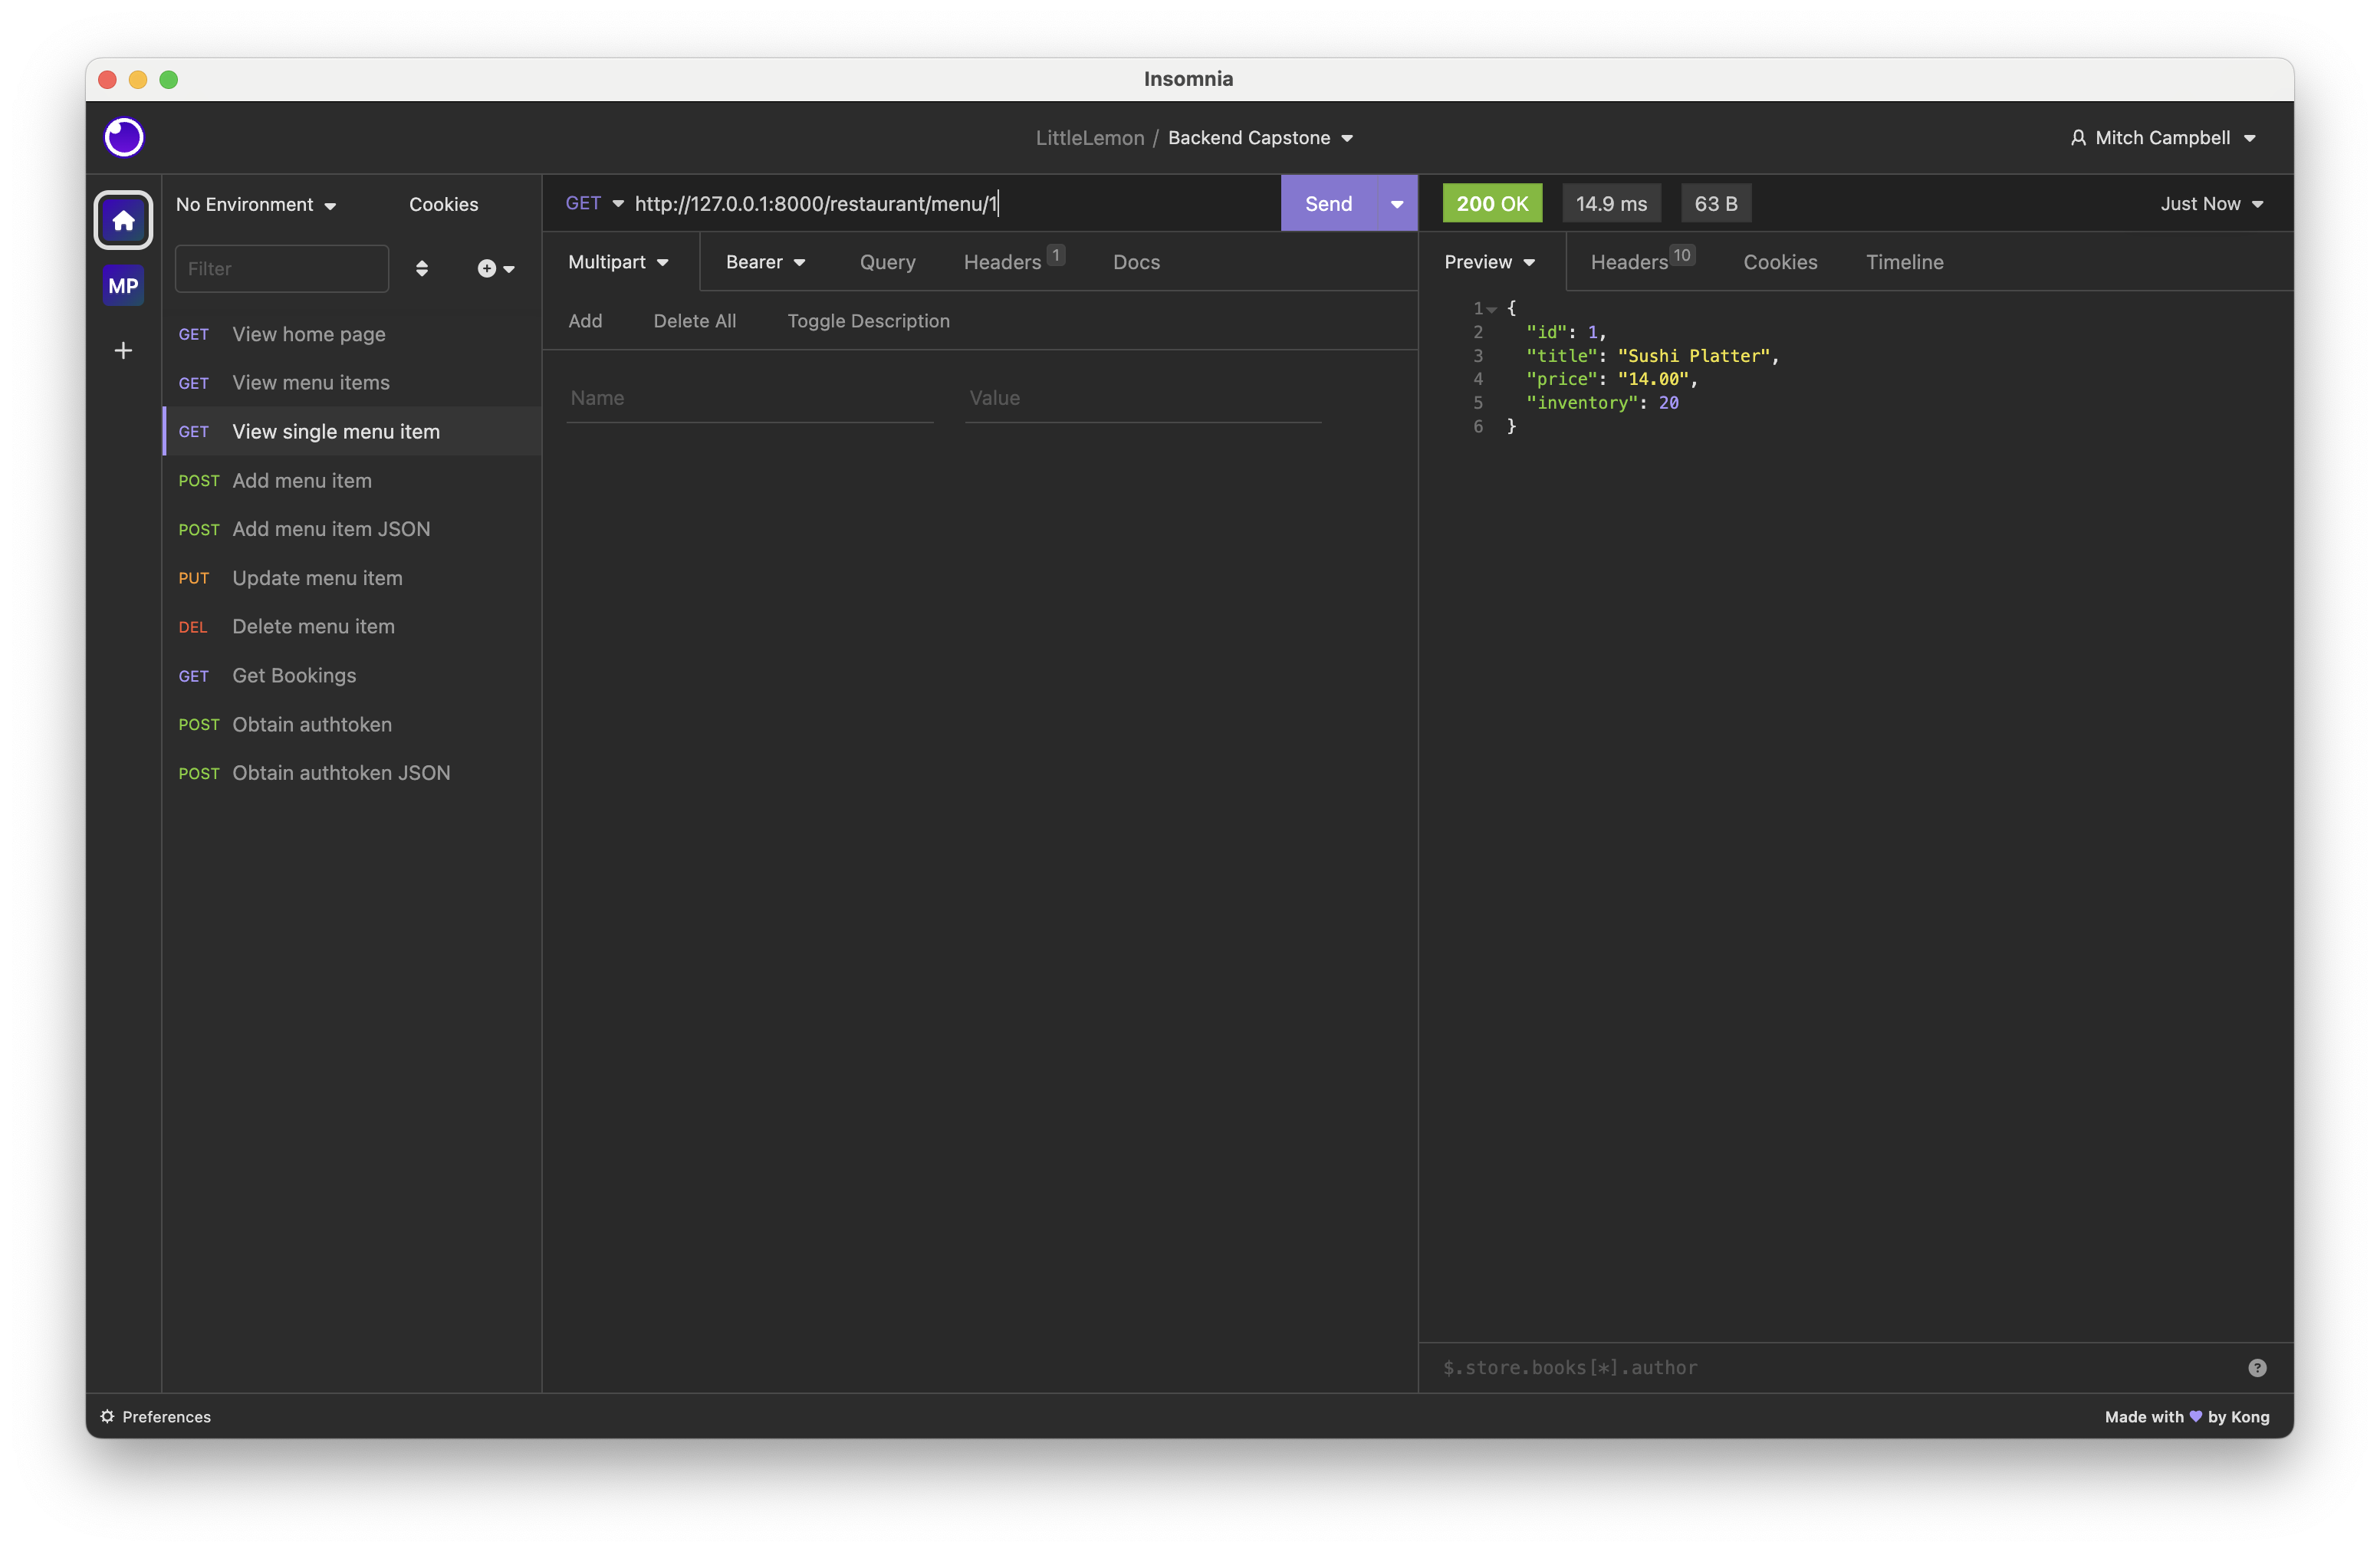 Insomnia
LittleLemon / Backend Capstone
Mitch Campbell
MP
No Environment
Cookies
Filter
GET View home page
GET View menu items
GET View single menu item
POST Add menu item
POST Add menu item JSON
PUT Update menu item
DEL Delete menu item
GET Get Bookings
POST Obtain authtoken
POST Obtain authtoken JSON
GET http://127.0.0.1:8000/restaurant/menu/1
Send
Multipart Bearer Query Headers 1 Docs
Add Delete All Toggle Description
Name Value
200 OK 14.9 ms 63 B Just Now
Preview Headers 10 Cookies Timeline
1 {
2 "id": 1,
3 "title": "Sushi Platter",
4 "price": "14.00",
5 "inventory": 20
6 }
$.store.books[*].author
Preferences
Made with by Kong